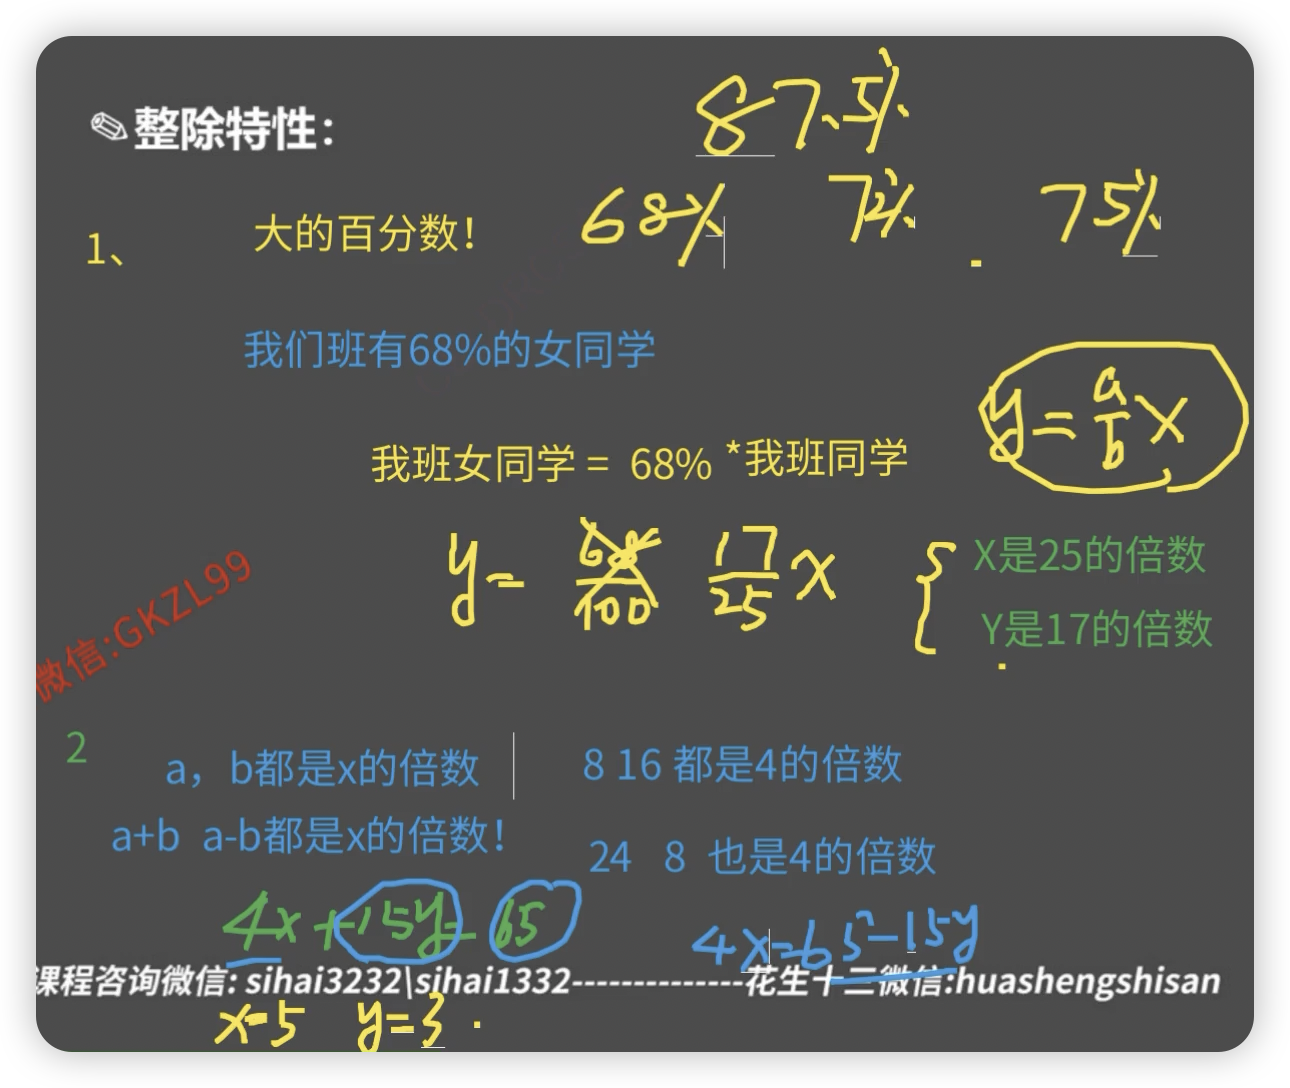 整除特性:
87.5%
1、 大的百分数! 68% 72% 75%
我们班有68%的女同学
y=a/b x
我班女同学 = 68% *我班同学
y= 68/100 17/25 x { X是25的倍数
Y是17的倍数
微信:GKZL99
2 a，b都是x的倍数 8 16 都是4的倍数
a+b a-b都是x的倍数!
24 8 也是4的倍数
4x+15y=65 4x=65-15y
课程咨询微信: sihai3232\sihai1332--------------花生十二微信:huashengshisan
x=5 y=3